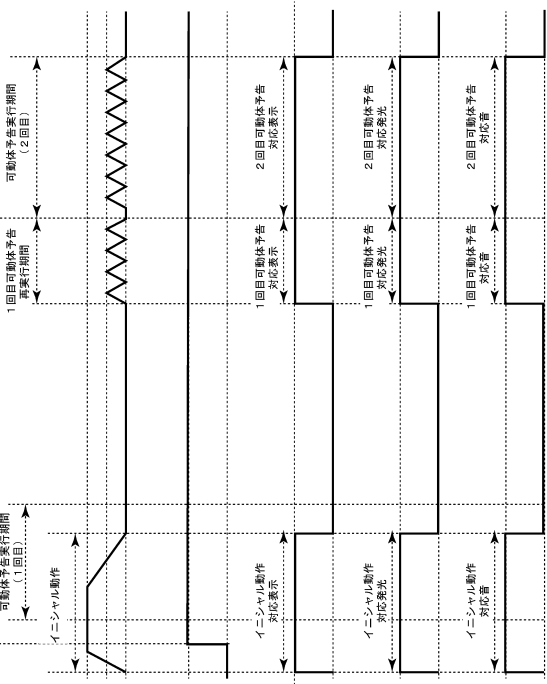 可動体予告実行期間
(1回目)
イニシャル動作
1回目可動体予告
再実行期間
可動体予告実行期間
(2回目)
イニシャル動作
対応表示
1回目可動体予告
対応表示
2回目可動体予告
対応表示
イニシャル動作
対応発光
1回目可動体予告
対応発光
2回目可動体予告
対応発光
イニシャル動作
対応音
1回目可動体予告
対応音
2回目可動体予告
対応音